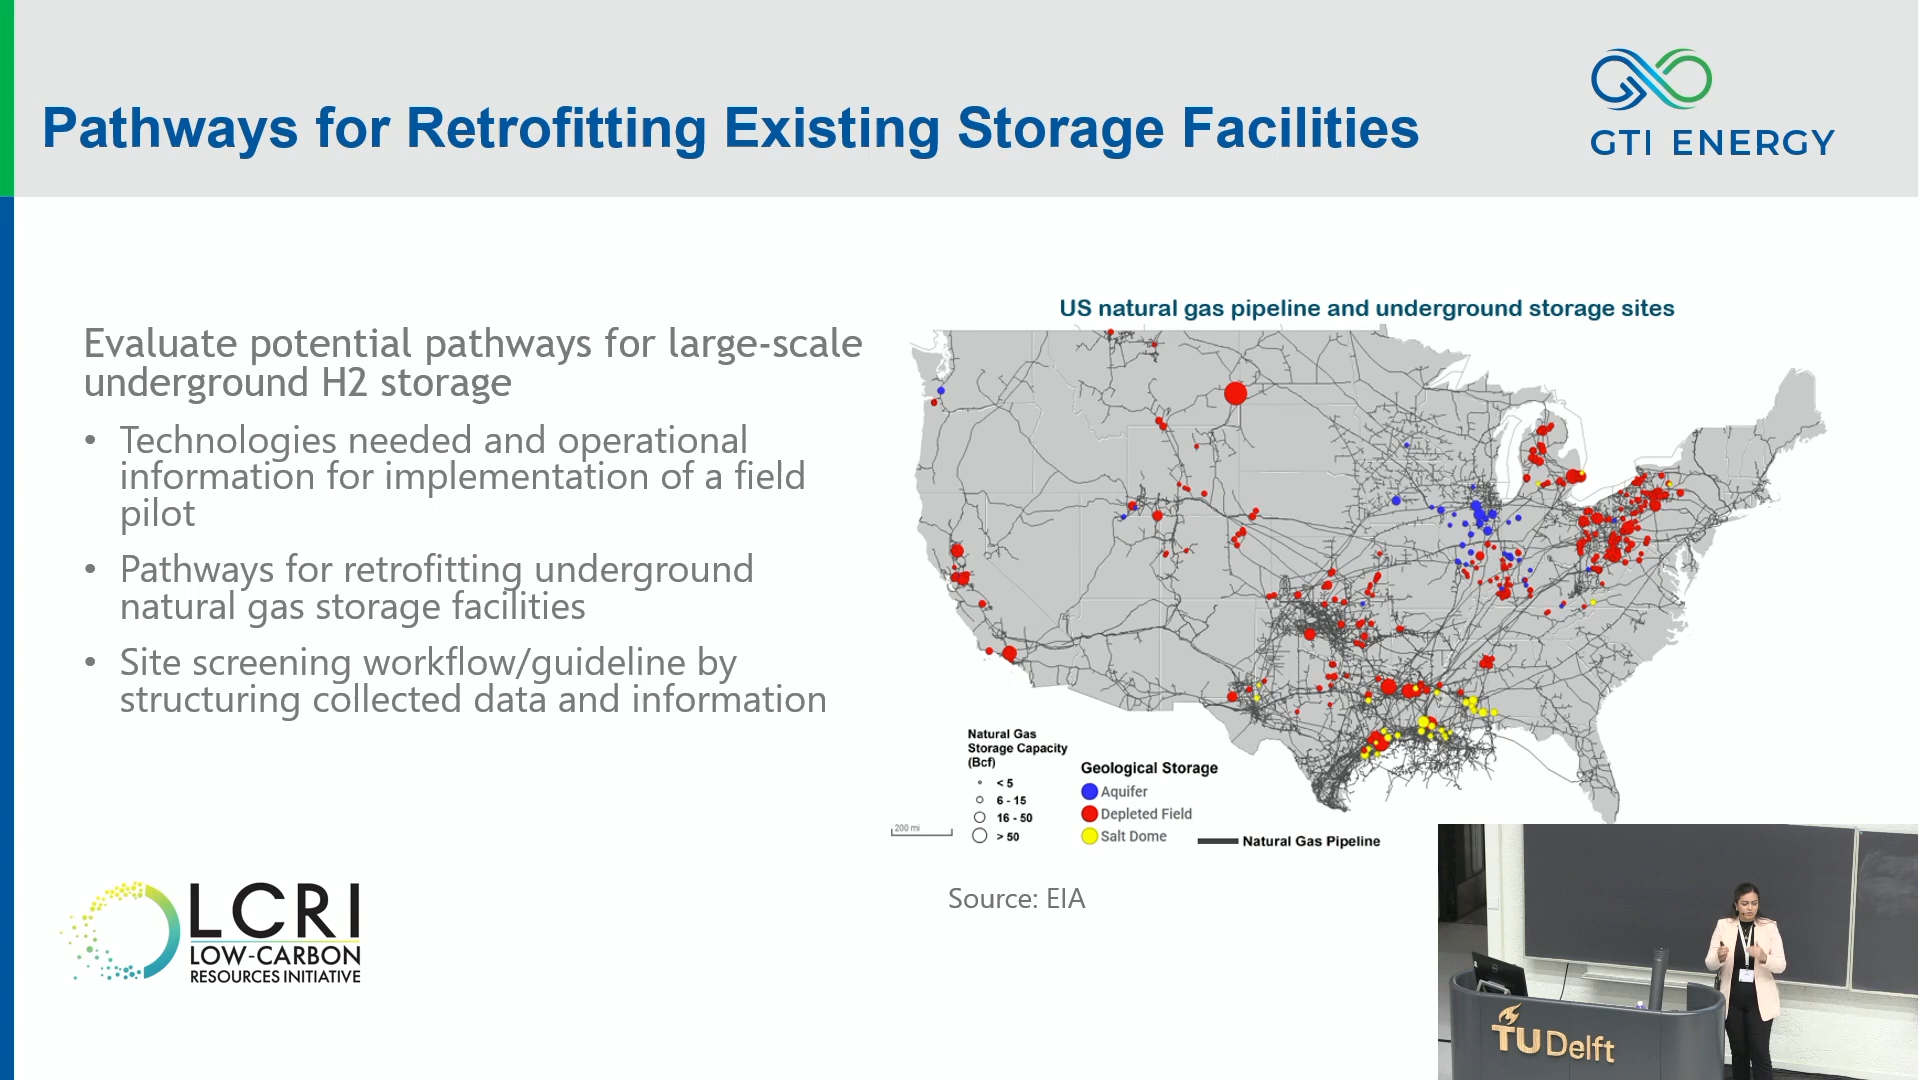 Pathways for Retrofitting Existing Storage Facilities
GTI ENERGY
Evaluate potential pathways for large-scale
underground H2 storage
• Technologies needed and operational
information for implementation of a field
pilot
• Pathways for retrofitting underground
natural gas storage facilities
• Site screening workflow/guideline by
structuring collected data and information
US natural gas pipeline and underground storage sites
Natural Gas
Storage Capacity
(Bcf)
< 5
6 - 15
16 - 50
> 50
200 mi
Geological Storage
Aquifer
Depleted Field
Salt Dome
Natural Gas Pipeline
Source: EIA
LCRI
LOW-CARBON
RESOURCES INITIATIVE
TU Delft